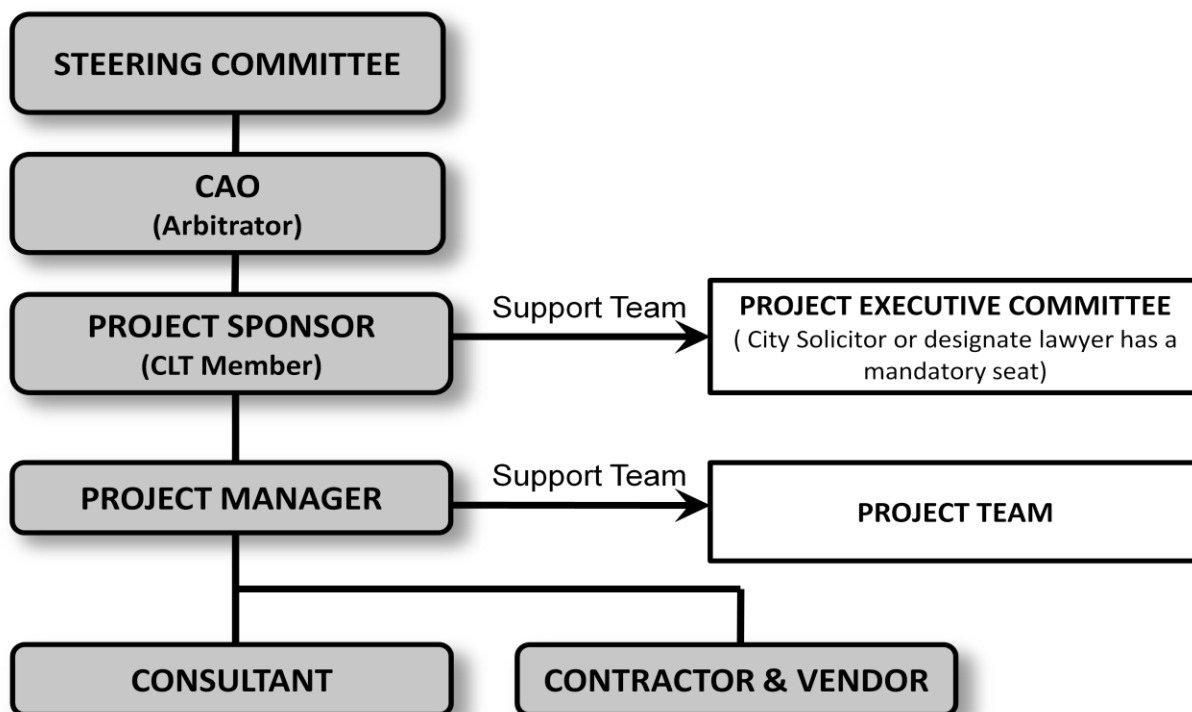 STEERING COMMITTEE
CAO
(Arbitrator)
PROJECT SPONSOR
(CLT Member)
Support Team
PROJECT EXECUTIVE COMMITTEE
( City Solicitor or designate lawyer has a
mandatory seat)
PROJECT MANAGER
Support Team
PROJECT TEAM
CONSULTANT
CONTRACTOR & VENDOR